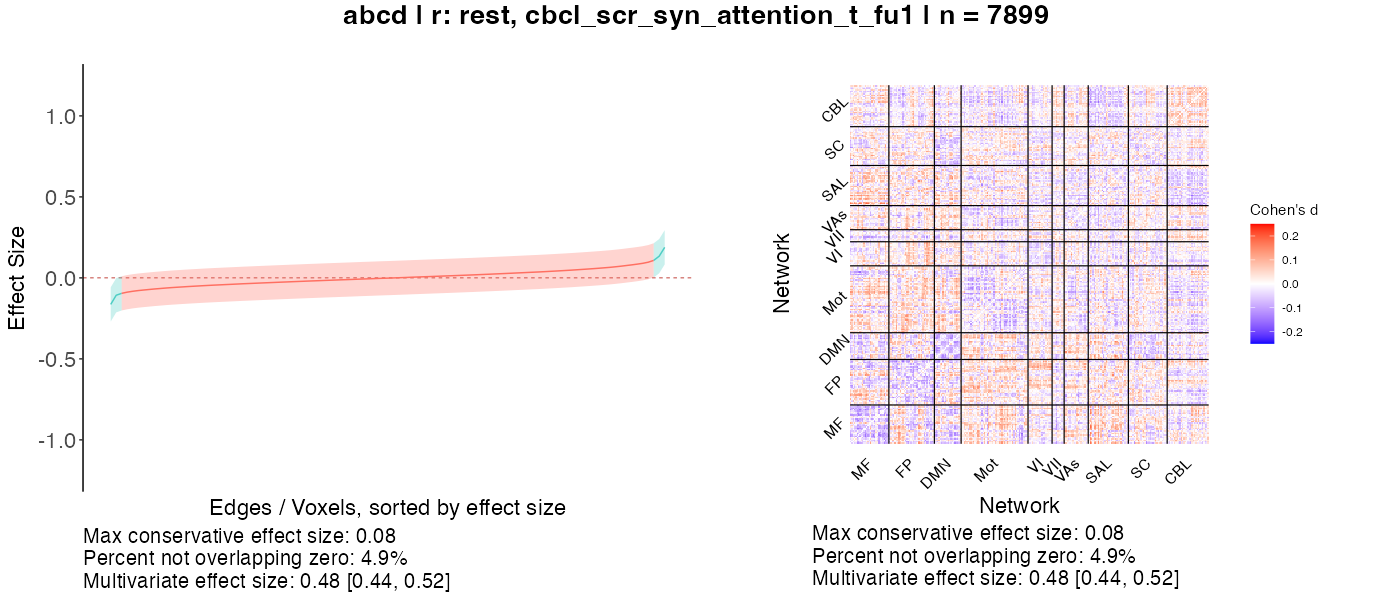 abcd | r: rest, cbcl_scr_syn_attention_t_fu1 | n = 7899
Effect Size
1.0
0.5
0.0
-0.5
-1.0
Edges / Voxels, sorted by effect size
Max conservative effect size: 0.08
Percent not overlapping zero: 4.9%
Multivariate effect size: 0.48 [0.44, 0.52]
Network
CBL
SC
SAL
VAs
VII
VI
Mot
DMN
FP
MF
MF
FP
DMN
Mot
VI
VII
VAs
SAL
SC
CBL
Network
Cohen's d
0.2
0.1
0.0
-0.1
-0.2
Max conservative effect size: 0.08
Percent not overlapping zero: 4.9%
Multivariate effect size: 0.48 [0.44, 0.52]